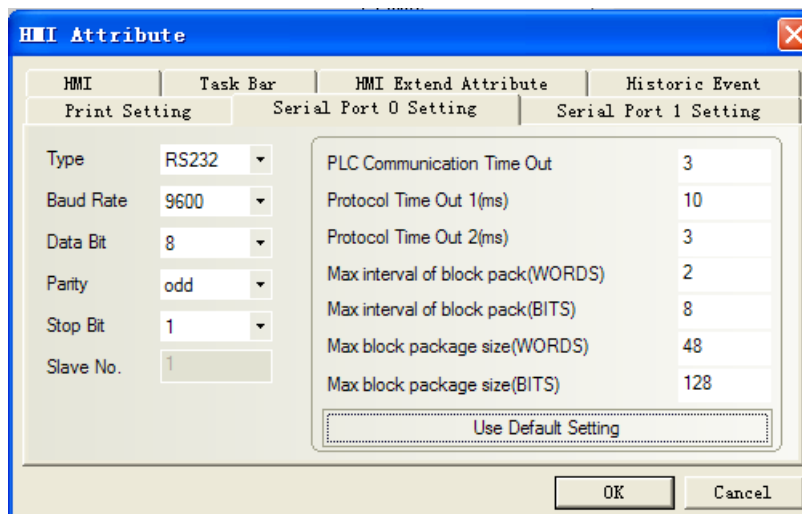 HMI Attribute
HMI Task Bar HMI Extend Attribute Historic Event
Print Setting Serial Port 0 Setting Serial Port 1 Setting
Type RS232
Baud Rate 9600
Data Bit 8
Parity odd
Stop Bit 1
Slave No. 1
PLC Communication Time Out 3
Protocol Time Out 1(ms) 10
Protocol Time Out 2(ms) 3
Max interval of block pack(WORDS) 2
Max interval of block pack(BITS) 8
Max block package size(WORDS) 48
Max block package size(BITS) 128
Use Default Setting
OK Cancel